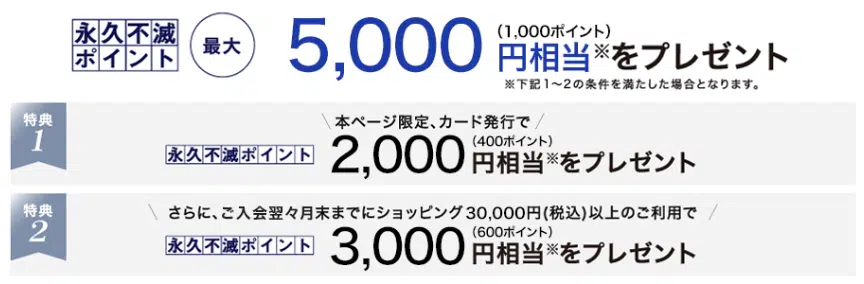 永久不滅
ポイント
最大
5,000
(1,000ポイント)
円相当※をプレゼント
※下記1〜2の条件を満たした場合となります。
特典
1
\ 本ページ限定、カード発行で /
永久不滅ポイント 2,000
(400ポイント)
円相当※をプレゼント
特典
2
\ さらに、ご入会翌々月末までにショッピング30,000円(税込)以上のご利用で /
永久不滅ポイント 3,000
(600ポイント)
円相当※をプレゼント